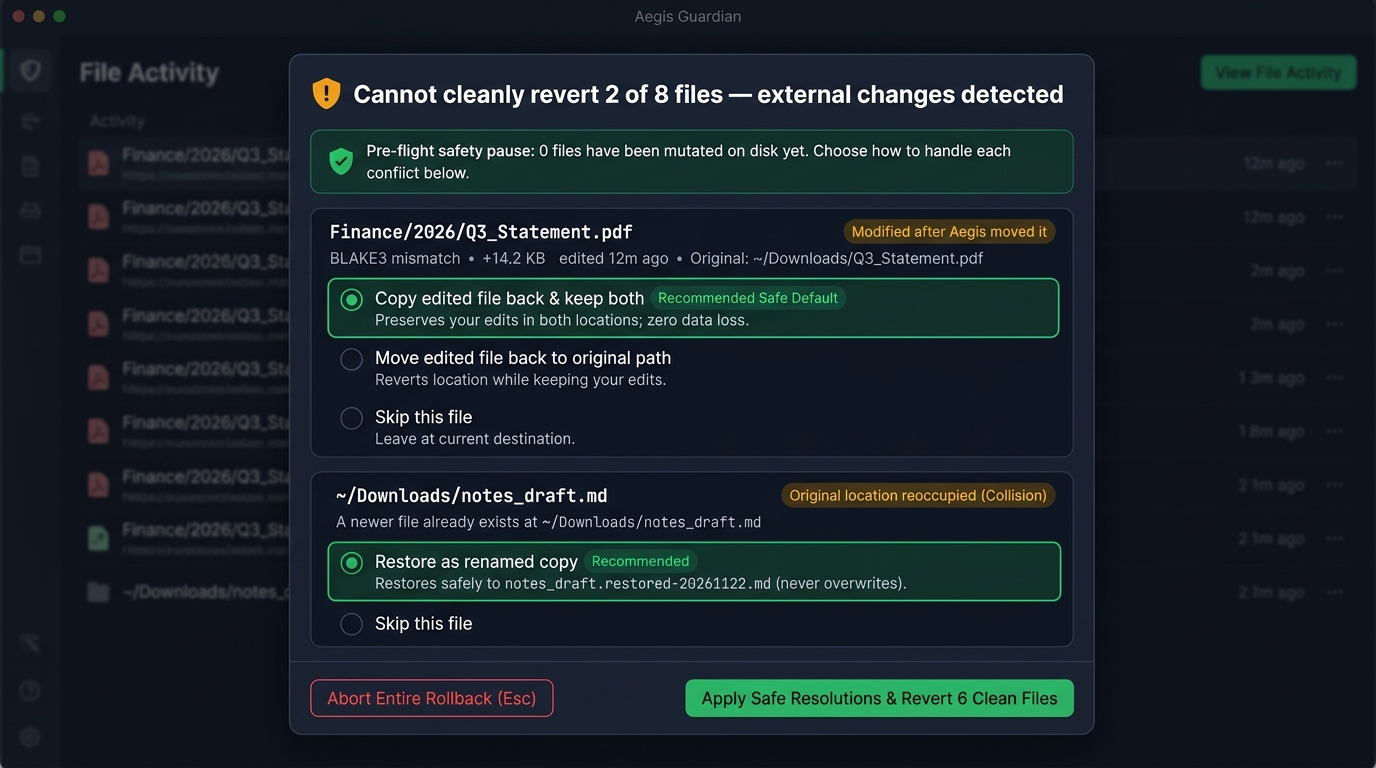 Aegis Guardian
File Activity
View File Activity
Activity
Cannot cleanly revert 2 of 8 files — external changes detected
Pre-flight safety pause: 0 files have been mutated on disk yet. Choose how to handle each
conflict below.
Finance/2026/Q3_Statement.pdf
Modified after Aegis moved it
BLAKE3 mismatch • +14.2 KB edited 12m ago • Original: ~/Downloads/Q3_Statement.pdf
Copy edited file back & keep both Recommended Safe Default
Preserves your edits in both locations; zero data loss.
Move edited file back to original path
Reverts location while keeping your edits.
Skip this file
Leave at current destination.
~/Downloads/notes_draft.md
Original location reoccupied (Collision)
A newer file already exists at ~/Downloads/notes_draft.md
Restore as renamed copy Recommended
Restores safely to notes_draft.restored-20261122.md (never overwrites).
Skip this file
Abort Entire Rollback (Esc)
Apply Safe Resolutions & Revert 6 Clean Files
Finance/2026/Q3_Sta
12m ago
Finance/2026/Q3_Sta
12m ago
Finance/2026/Q3_Sta
2m ago
Finance/2026/Q3_Sta
2m ago
Finance/2026/Q3_Sta
1 3m ago
Finance/2026/Q3_Sta
1 8m ago
Finance/2026/Q3_Sta
2 1m ago
Finance/2026/Q3_Sta
2 1m ago
~/Downloads/notes_
2 1m ago